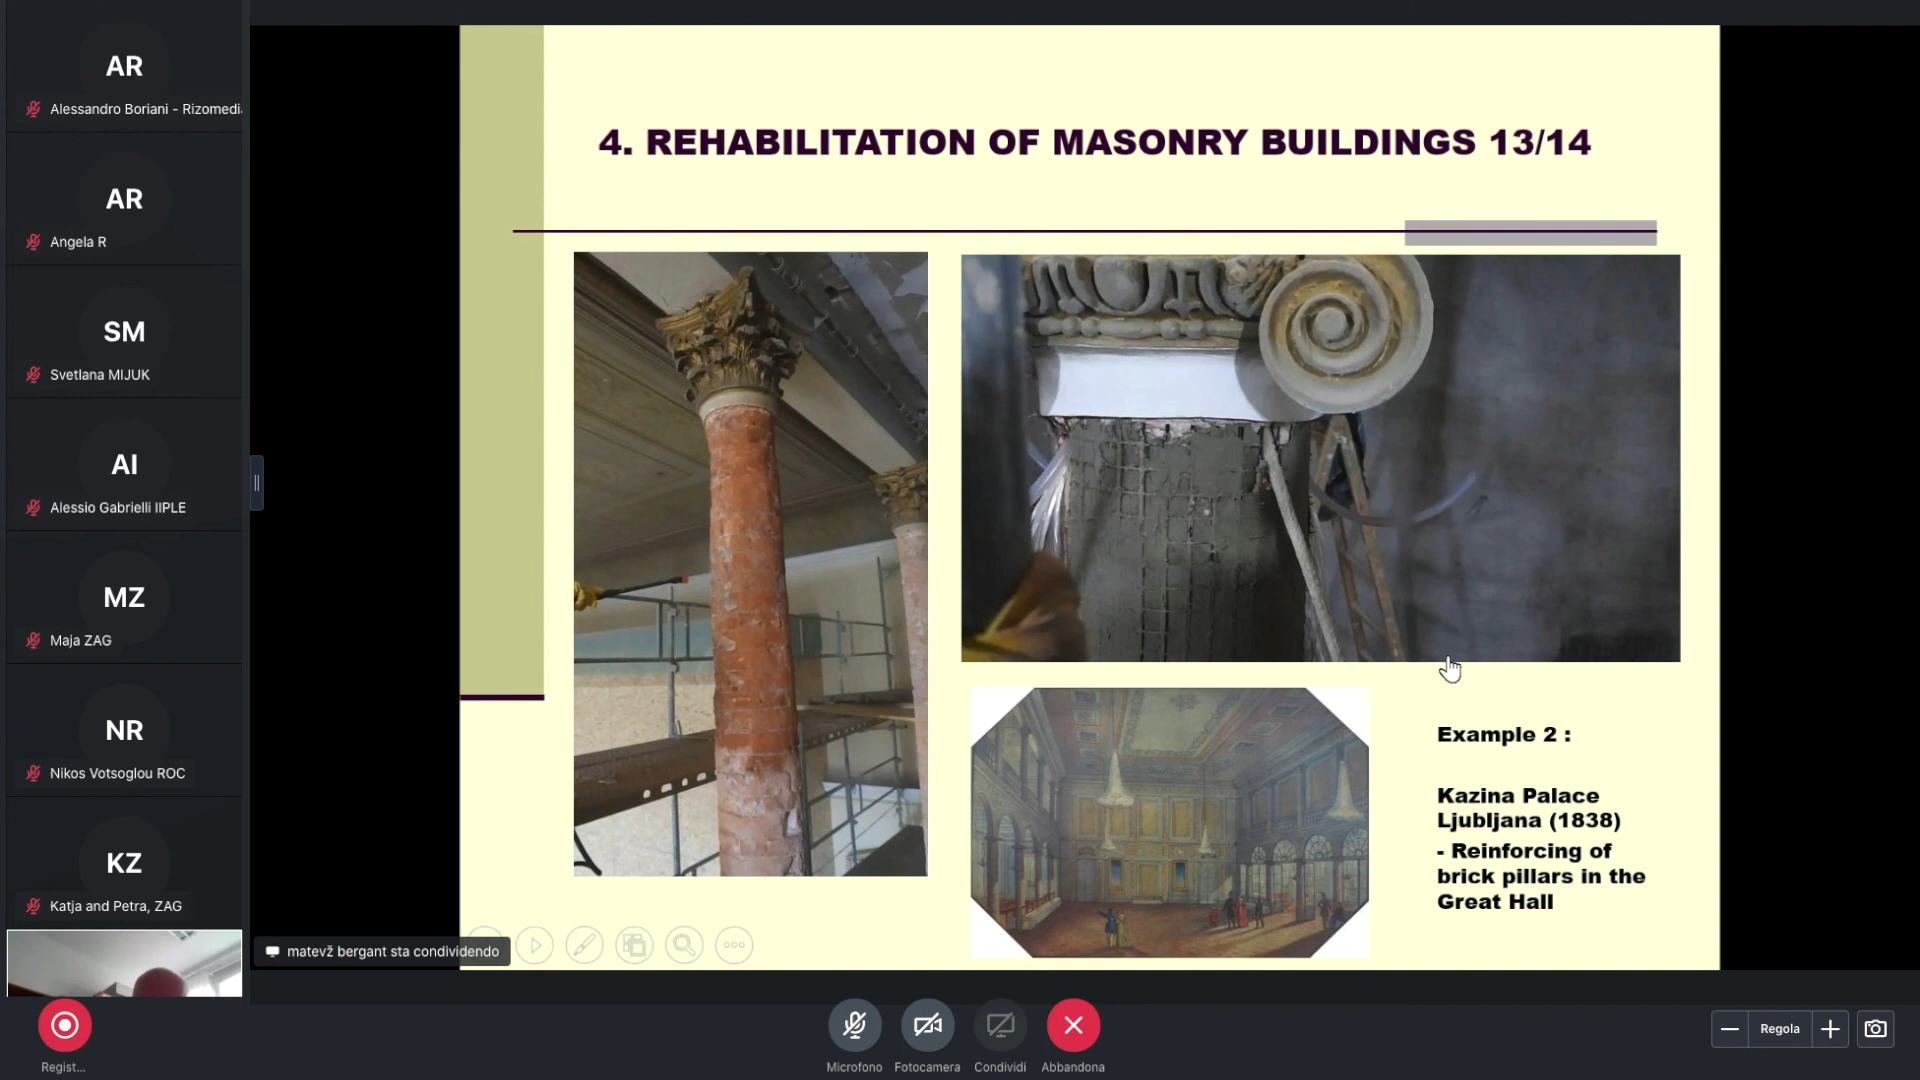 AR
Alessandro Boriani - Rizomedi
AR
Angela R
SM
Svetlana MIJUK
AI
Alessio Gabrielli IIPLE
MZ
Maja ZAG
NR
Nikos Votsoglou ROC
KZ
Katja and Petra, ZAG
4. REHABILITATION OF MASONRY BUILDINGS 13/14
Example 2 :
Kazina Palace
Ljubljana (1838)
- Reinforcing of
brick pillars in the
Great Hall
matevž bergant sta condividendo
Regist...
Microfono
Fotocamera
Condividi
Abbandona
Regola